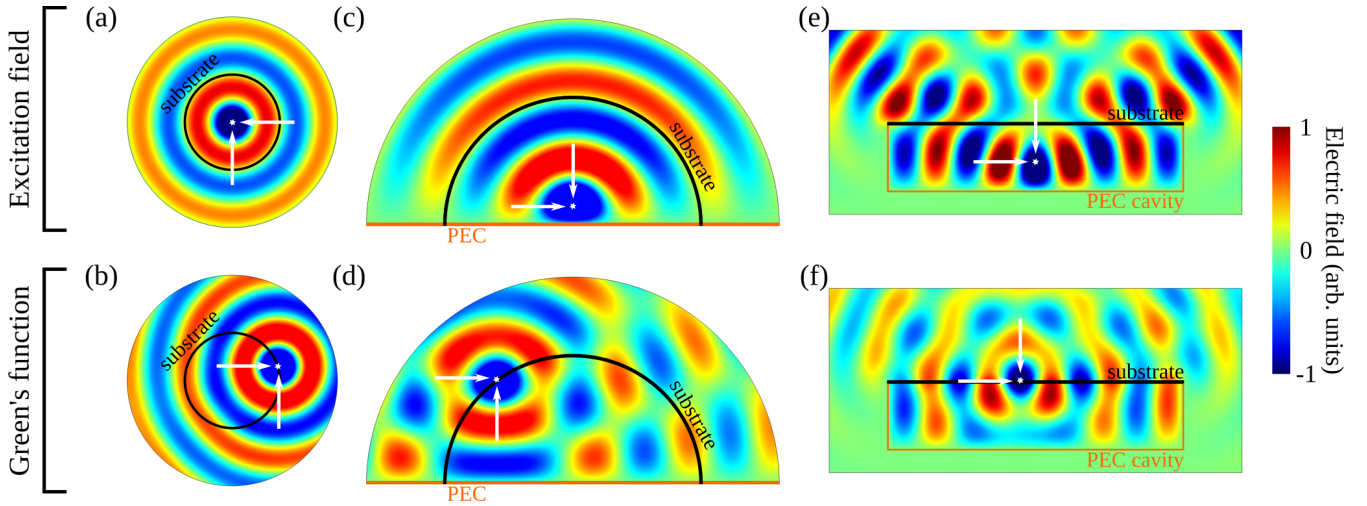 Excitation field
(a)
substrate
(c)
substrate
PEC
(e)
substrate
PEC cavity
Green's function
(b)
substrate
(d)
substrate
PEC
(f)
substrate
PEC cavity
1
0
-1
Electric field (arb. units)